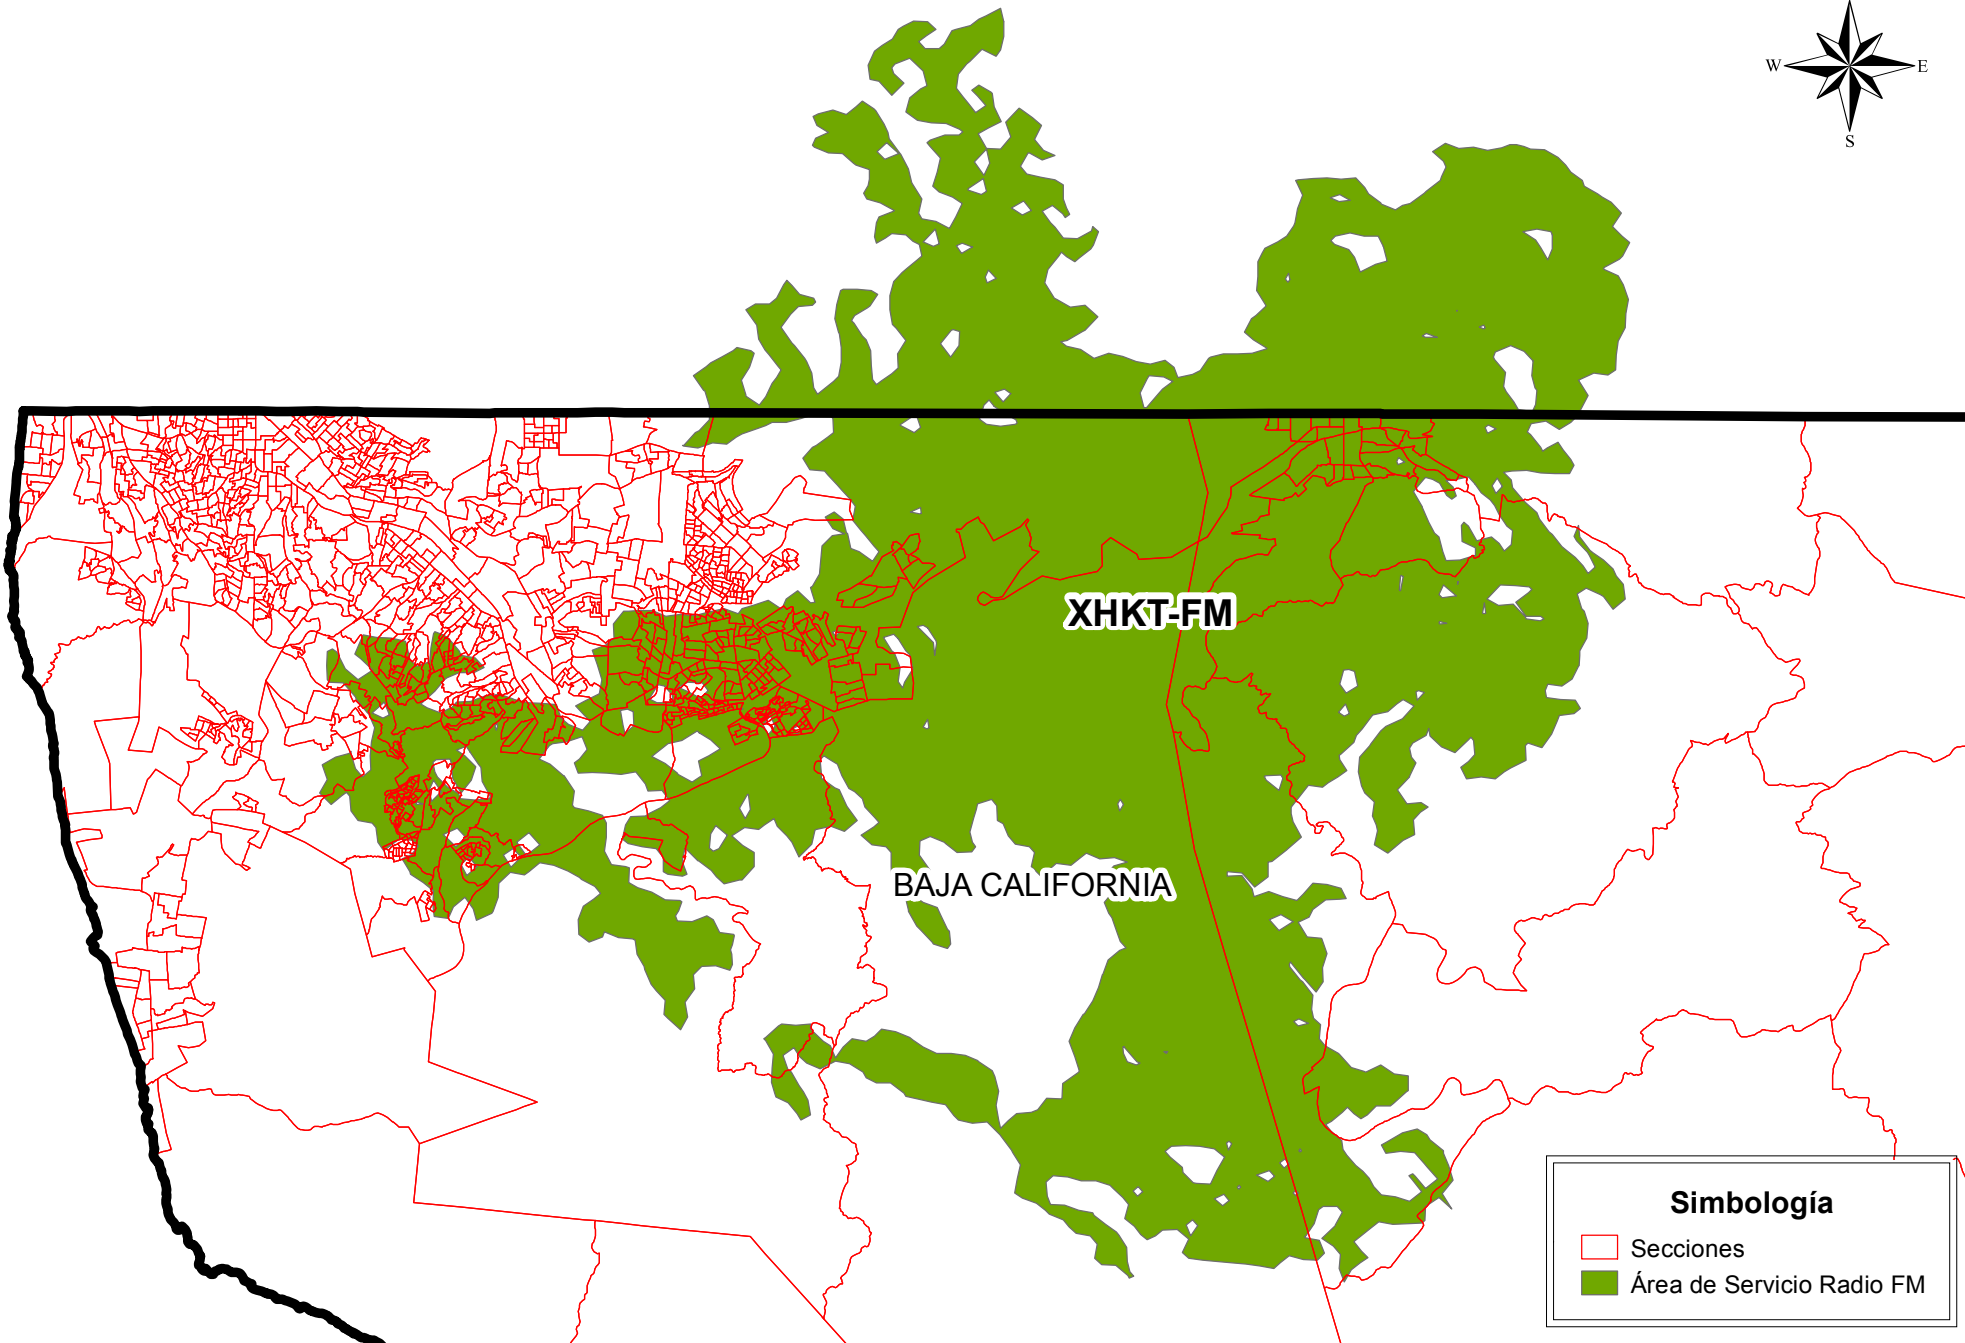 W
E
S
XHKT-FM
BAJA CALIFORNIA
Simbología
Secciones
Área de Servicio Radio FM